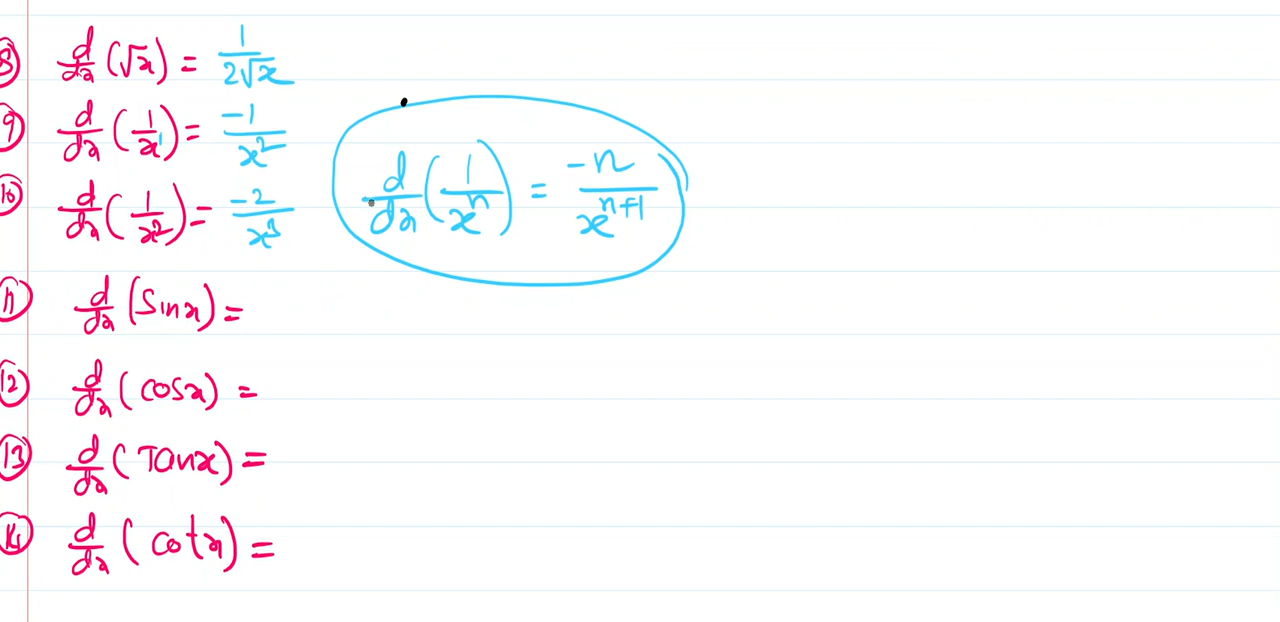 ⑧ d/dx (√x) = 1/(2√x)
⑨ d/dx (1/x¹) = -1/x²
⑩ d/dx (1/x²) = -2/x³
d/dx (1/xⁿ) = -n/xⁿ⁺¹
⑪ d/dx (Sinx) =
⑫ d/dx (cosx) =
⑬ d/dx (Tanx) =
⑭ d/dx (cotx) =